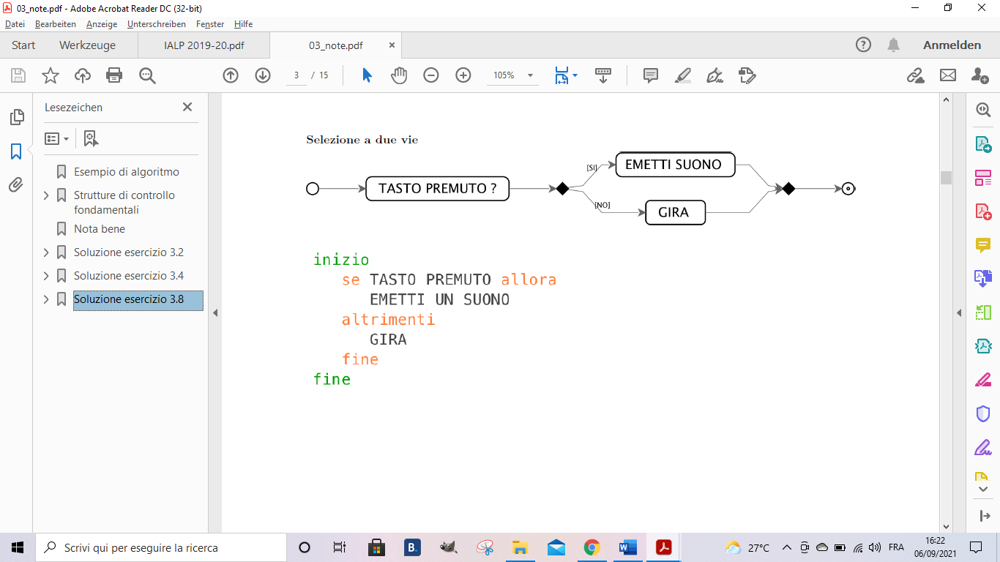 03_note.pdf - Adobe Acrobat Reader DC (32-bit)
Datei Bearbeiten Anzeige Unterschreiben Fenster Hilfe
Start Werkzeuge IALP 2019-20.pdf 03_note.pdf Anmelden
3 / 15 105%
Lesezeichen
Esempio di algoritmo
Strutture di controllo
fondamentali
Nota bene
Soluzione esercizio 3.2
Soluzione esercizio 3.4
Soluzione esercizio 3.8
Selezione a due vie
TASTO PREMUTO ?
[SI]
EMETTI SUONO
[NO]
GIRA
inizio
se TASTO PREMUTO allora
EMETTI UN SUONO
altrimenti
GIRA
fine
fine
Scrivi qui per eseguire la ricerca
B.
27°C
FRA
16:22
06/09/2021